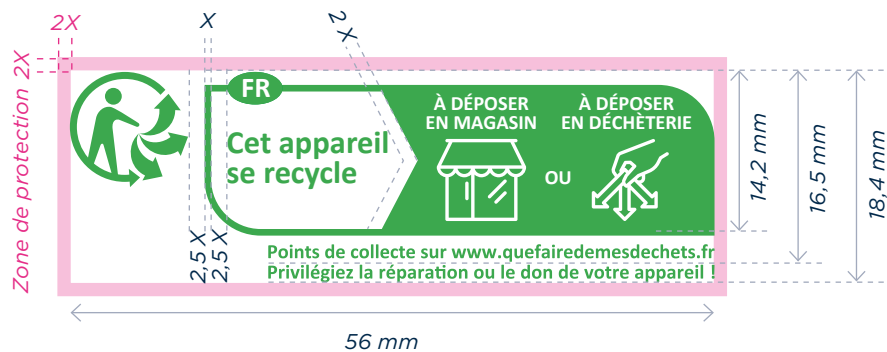 2X
X
2 X
Zone de protection 2X
FR
Cet appareil
se recycle
À DÉPOSER
EN MAGASIN
OU
À DÉPOSER
EN DÉCHÈTERIE
2,5 X
2,5 X
Points de collecte sur www.quefairedemesdechets.fr
Privilégiez la réparation ou le don de votre appareil !
14,2 mm
16,5 mm
18,4 mm
56 mm